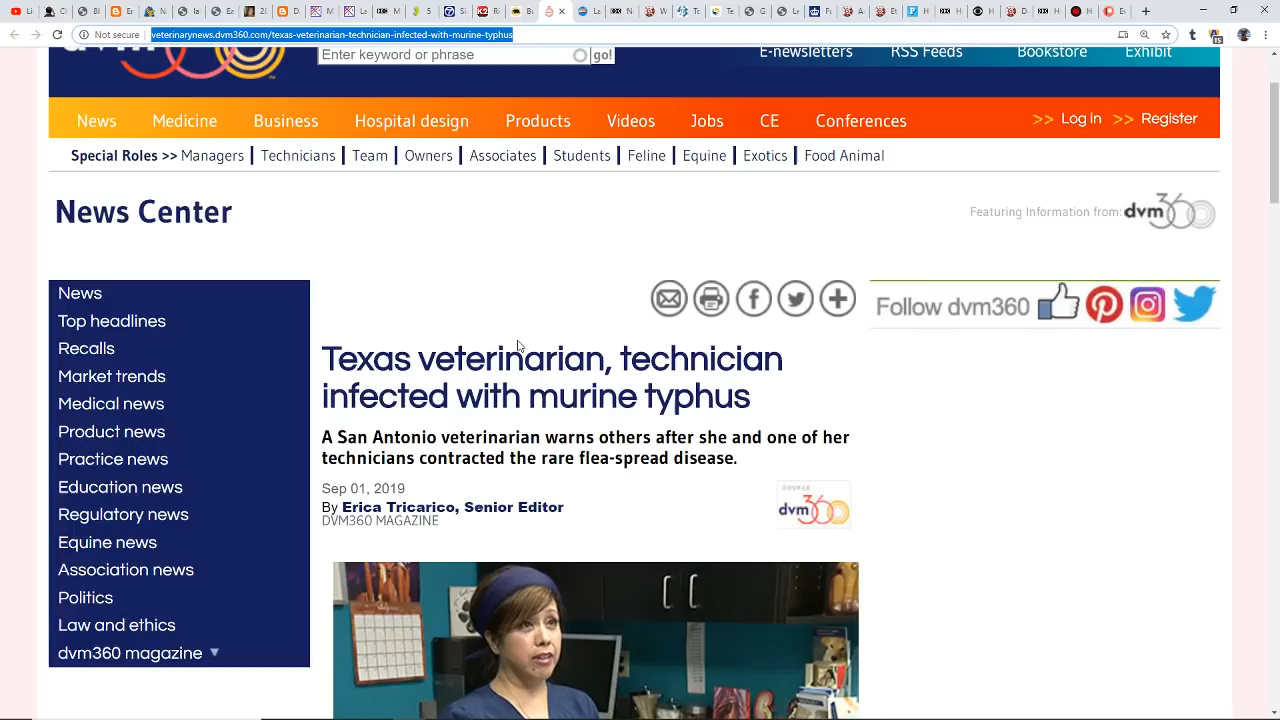 Le
S
K2
Ri
Le
Not secure
veterinarynews.dvm360.com/texas-veterinarian-technician-infected-with-murine-typhus
15
dvm
Enter keyword or phrase
go!
E-newsletters RSS Feeds Bookstore Exhibit
News Medicine Business Hospital design Products Videos Jobs CE Conferences >> Log in >> Register
Special Roles >> Managers | Technicians | Team | Owners | Associates | Students | Feline | Equine | Exotics | Food Animal
News Center
Featuring Information from: dvm360
News
Top headlines
Recalls
Market trends
Medical news
Product news
Practice news
Education news
Regulatory news
Equine news
Association news
Politics
Law and ethics
dvm360 magazine
Follow dvm360
Texas veterinarian, technician
infected with murine typhus
A San Antonio veterinarian warns others after she and one of her
technicians contracted the rare flea-spread disease.
Sep 01, 2019
By Erica Tricarico, Senior Editor
DVM360 MAGAZINE
dvm360